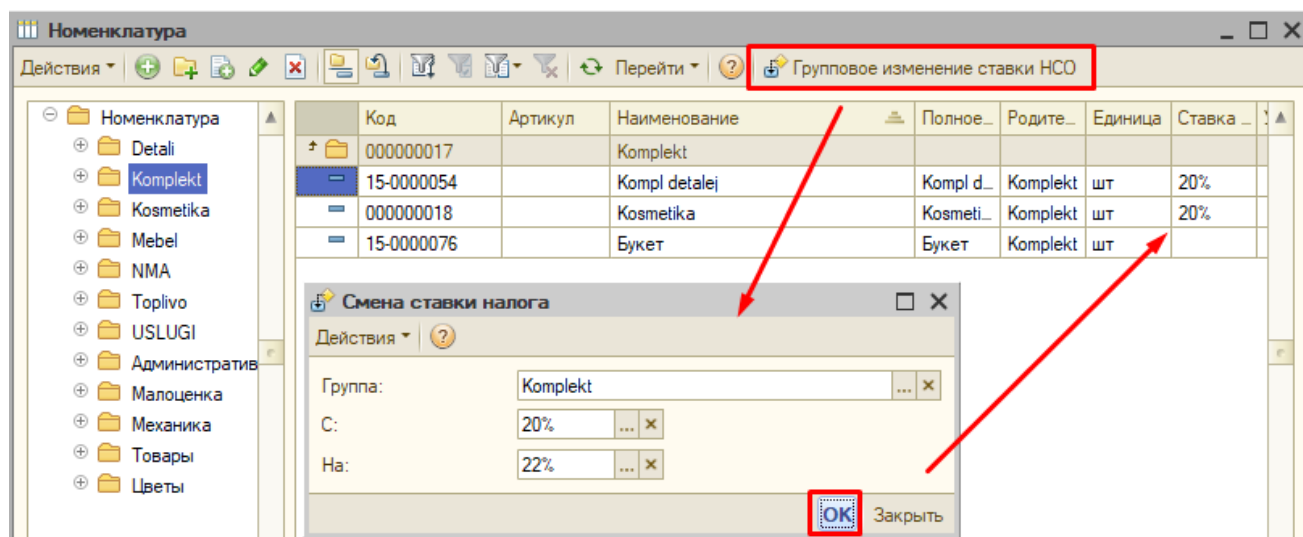 Номенклатура
Действия Перейти Групповое изменение ставки НСО
Номенклатура
Detali
Komplekt
Kosmetika
Mebel
NMA
Toplivo
USLUGI
Административ
Малоценка
Механика
Товары
Цветы
Код Артикул Наименование Полное... Родите... Единица Ставка ...
000000017 Komplekt
15-0000054 Kompl detalej Kompl d... Komplekt шт 20%
000000018 Kosmetika Kosmeti... Komplekt шт 20%
15-0000076 Букет Букет Komplekt шт
Смена ставки налога
Действия
Группа: Komplekt ...
С: 20% ...
На: 22% ...
OK Закрыть